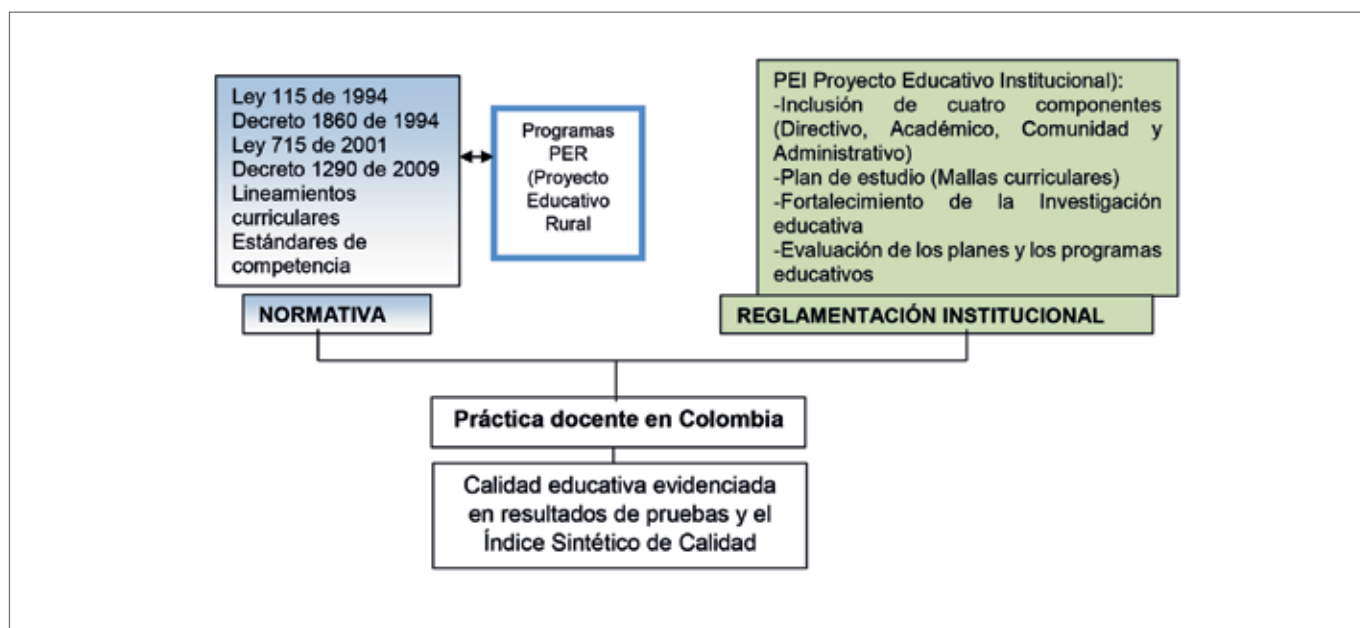 Ley 115 de 1994
Decreto 1860 de 1994
Ley 715 de 2001
Decreto 1290 de 2009
Lineamientos
curriculares
Estándares de
competencia
NORMATIVA
Programas
PER
(Proyecto
Educativo
Rural
PEI Proyecto Educativo Institucional):
-Inclusión de cuatro componentes
(Directivo, Académico, Comunidad y
Administrativo)
-Plan de estudio (Mallas curriculares)
-Fortalecimiento de la Investigación
educativa
-Evaluación de los planes y los programas
educativos
REGLAMENTACIÓN INSTITUCIONAL
Práctica docente en Colombia
Calidad educativa evidenciada
en resultados de pruebas y el
Índice Sintético de Calidad